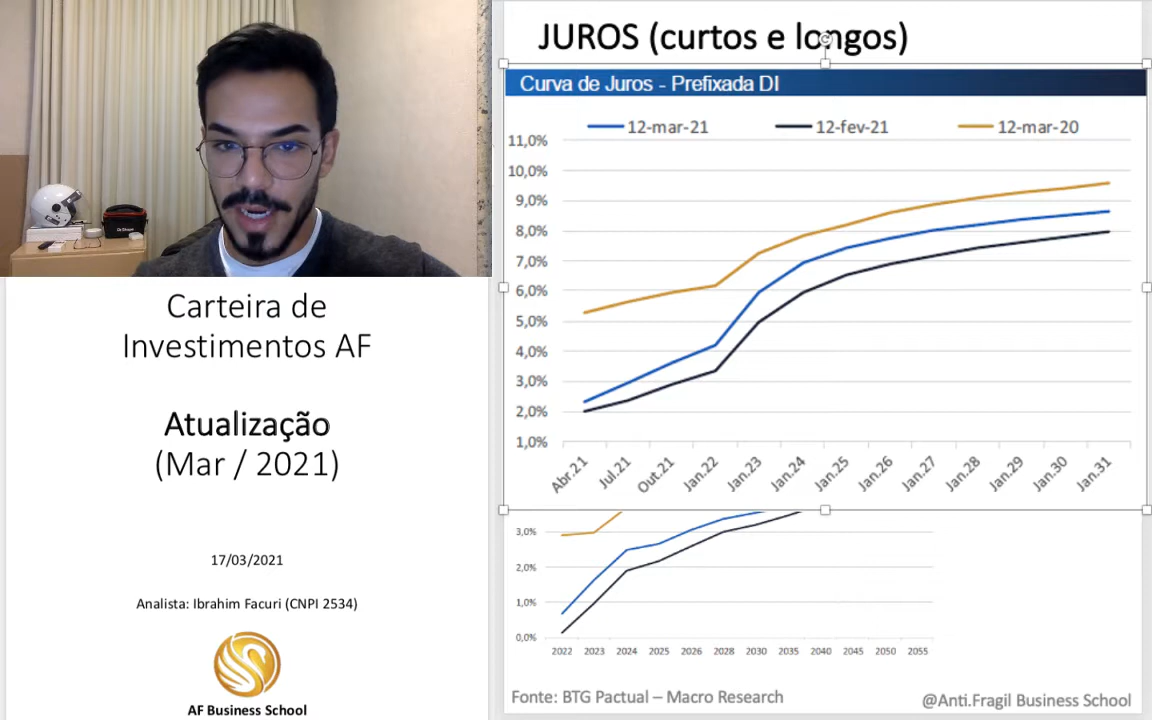 Carteira de
Investimentos AF
Atualização
(Mar / 2021)
17/03/2021
Analista: Ibrahim Facuri (CNPI 2534)
AF Business School
JUROS (curtos e longos)
Curva de Juros - Prefixada DI
12-mar-21 12-fev-21 12-mar-20
11,0%
10,0%
9,0%
8,0%
7,0%
6,0%
5,0%
4,0%
3,0%
2,0%
1,0%
Abr.21 Jul.21 Out.21 Jan.22 Jan.23 Jan.24 Jan.25 Jan.26 Jan.27 Jan.28 Jan.29 Jan.30 Jan.31
3,0%
2,0%
1,0%
0,0%
2022 2023 2024 2025 2026 2028 2030 2035 2040 2045 2050 2055
Fonte: BTG Pactual – Macro Research
@Anti.Fragil Business School